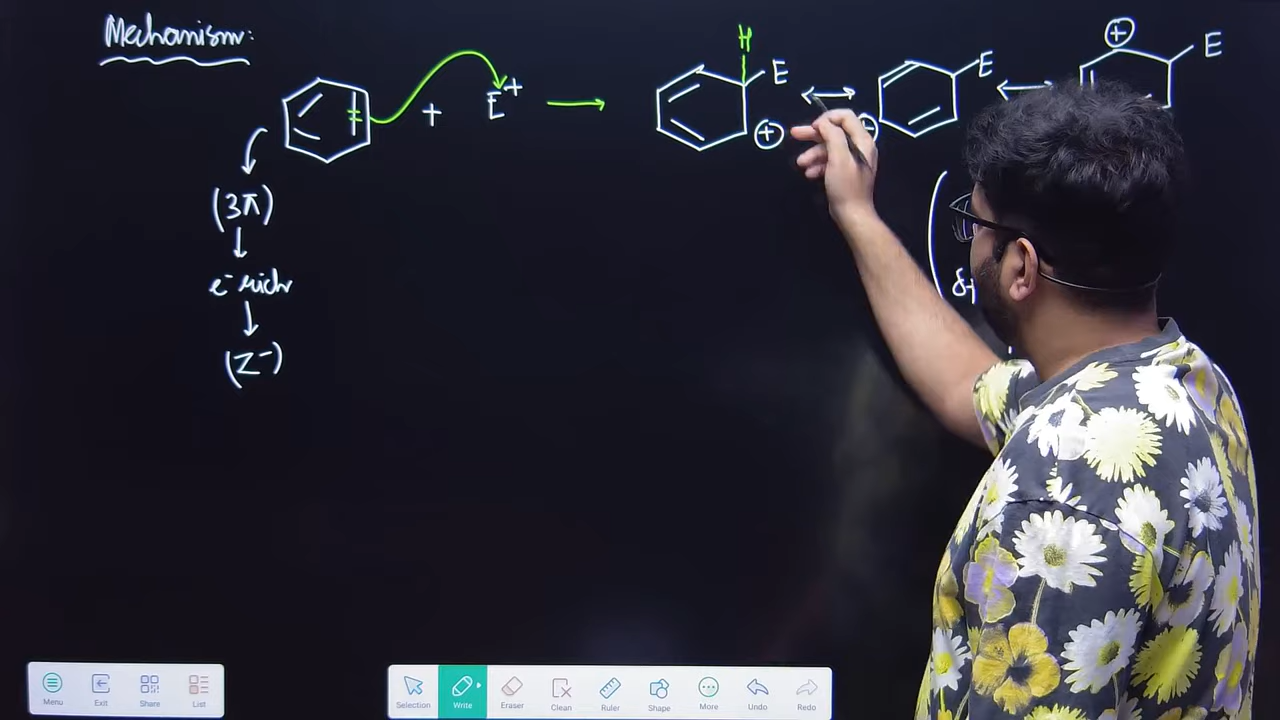 Mechanism:
+ E+ → H E ⊕ ↔ E ⊕ ↔ ⊕ E
(3π)
↓
e- rich
↓
(Z-)
Menu Exit Share List
Selection Write Eraser Clean Ruler Shape More Undo Redo